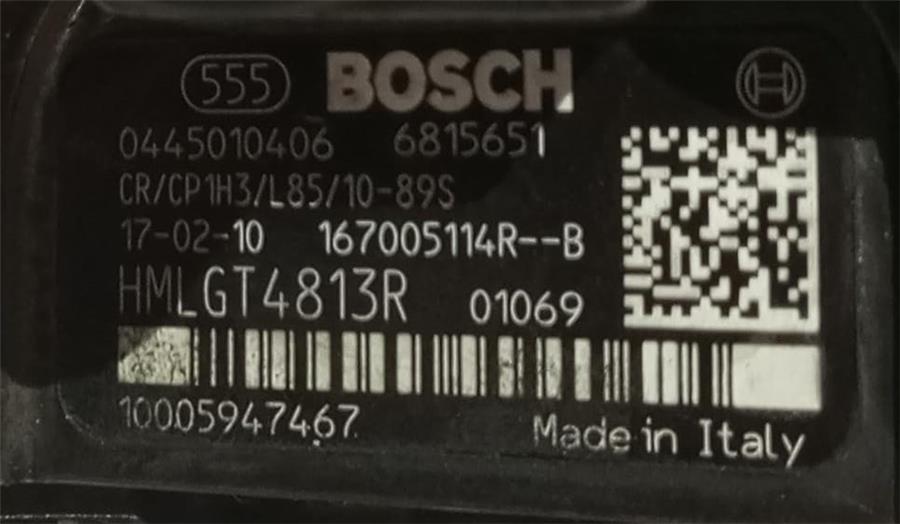 555 BOSCH
0445010406 6815651
CR/CP1H3/L85/10-89S
17-02-10 167005114R--B
HMLGT4813R 01069
10005947467 Made in Italy